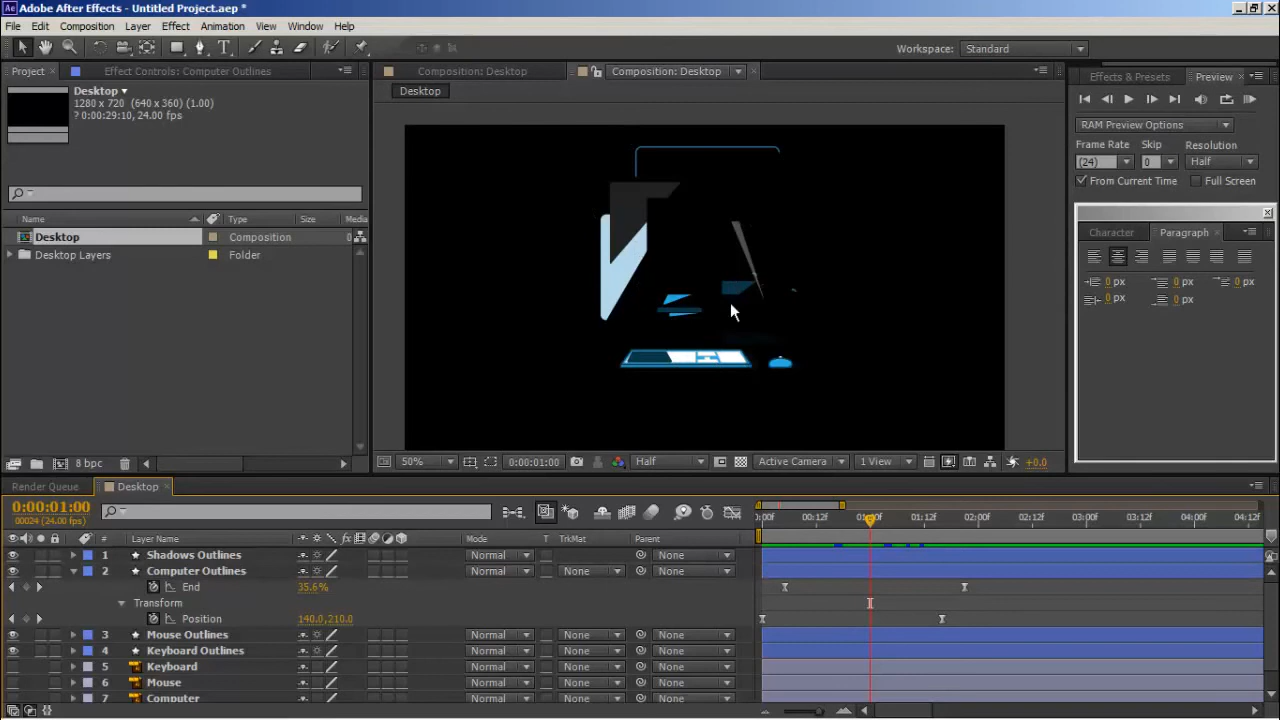 Adobe After Effects - Untitled Project.aep *
File Edit Composition Layer Effect Animation View Window Help
Workspace: Standard
Project Effect Controls: Computer Outlines
Composition: Desktop Composition: Desktop
Effects & Presets Preview
Desktop
1280 x 720 (640 x 360) (1.00)
? 0:00:29:10, 24.00 fps
Desktop
RAM Preview Options
Frame Rate Skip Resolution
(24) 0 Half
From Current Time Full Screen
Name Type Size Media
Desktop Composition 0
Desktop Layers Folder
Character Paragraph
0 px 0 px 0 px
0 px 0 px
8 bpc
50% 0:00:01:00 Half Active Camera 1 View +0.0
Render Queue Desktop
0:00:01:00
00024 (24.00 fps)
0:00f 00:12f 01:00f 01:12f 02:00f 02:12f 03:00f 03:12f 04:00f 04:12f
# Layer Name fx Mode T TrkMat Parent
1 Shadows Outlines Normal None
2 Computer Outlines Normal None None
End 35.6%
Transform
Position 140.0,210.0
3 Mouse Outlines Normal None None
4 Keyboard Outlines Normal None None
5 Keyboard Normal None None
6 Mouse Normal None None
7 Computer Normal None None